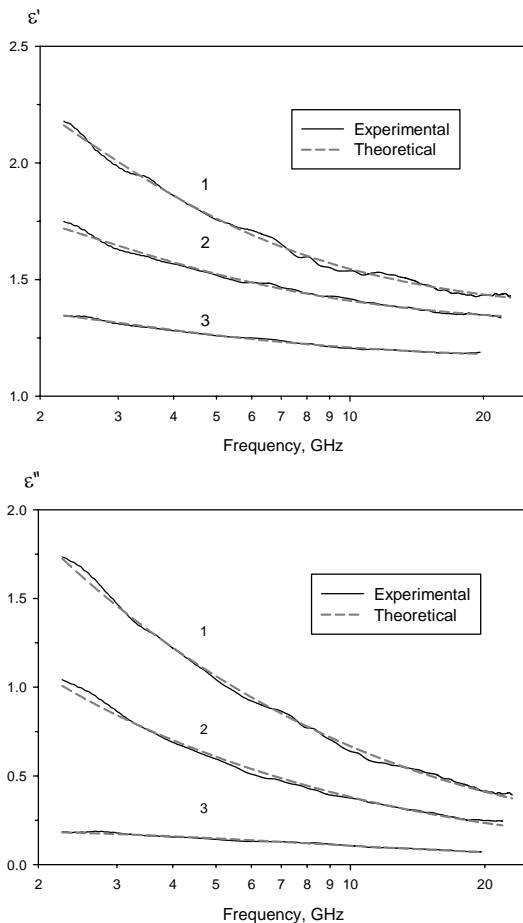 ε'
2.5
2.0
1.5
1.0
Experimental
Theoretical
1
2
3
2 3 4 5 6 7 8 9 10 20
Frequency, GHz
ε"
2.0
1.5
1.0
0.5
0.0
Experimental
Theoretical
1
2
3
2 3 4 5 6 7 8 9 10 20
Frequency, GHz